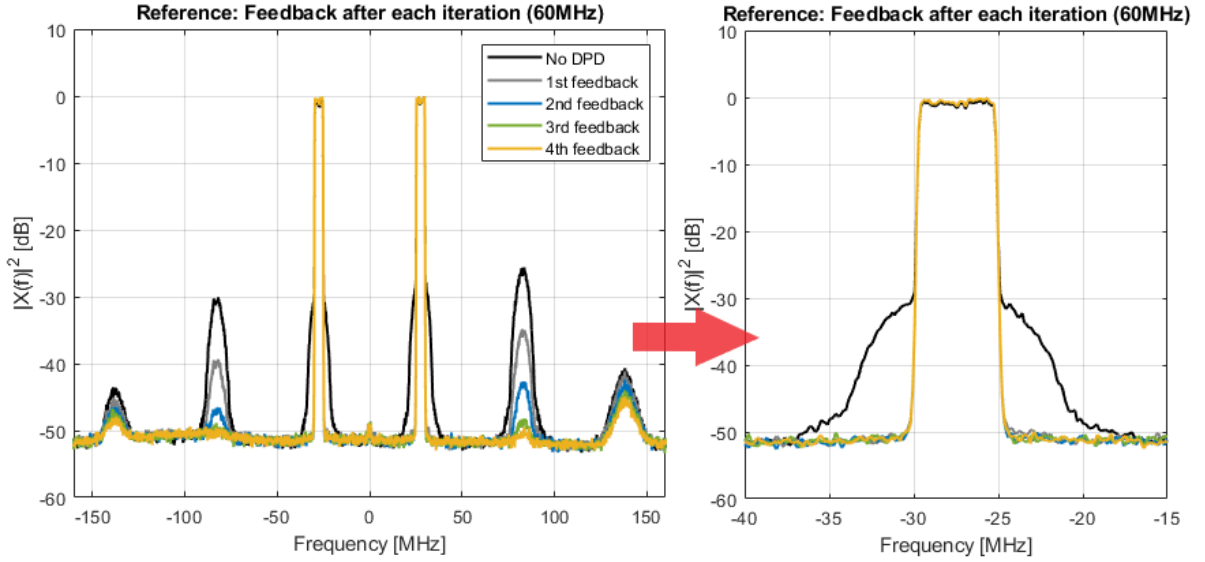 Reference: Feedback after each iteration (60MHz)
10
0
-10
-20
-30
-40
-50
-60
|X(f)|² [dB]
No DPD
1st feedback
2nd feedback
3rd feedback
4th feedback
-150 -100 -50 0 50 100 150
Frequency [MHz]
Reference: Feedback after each iteration (60MHz)
10
0
-10
-20
-30
-40
-50
-60
|X(f)|² [dB]
-40 -35 -30 -25 -20 -15
Frequency [MHz]